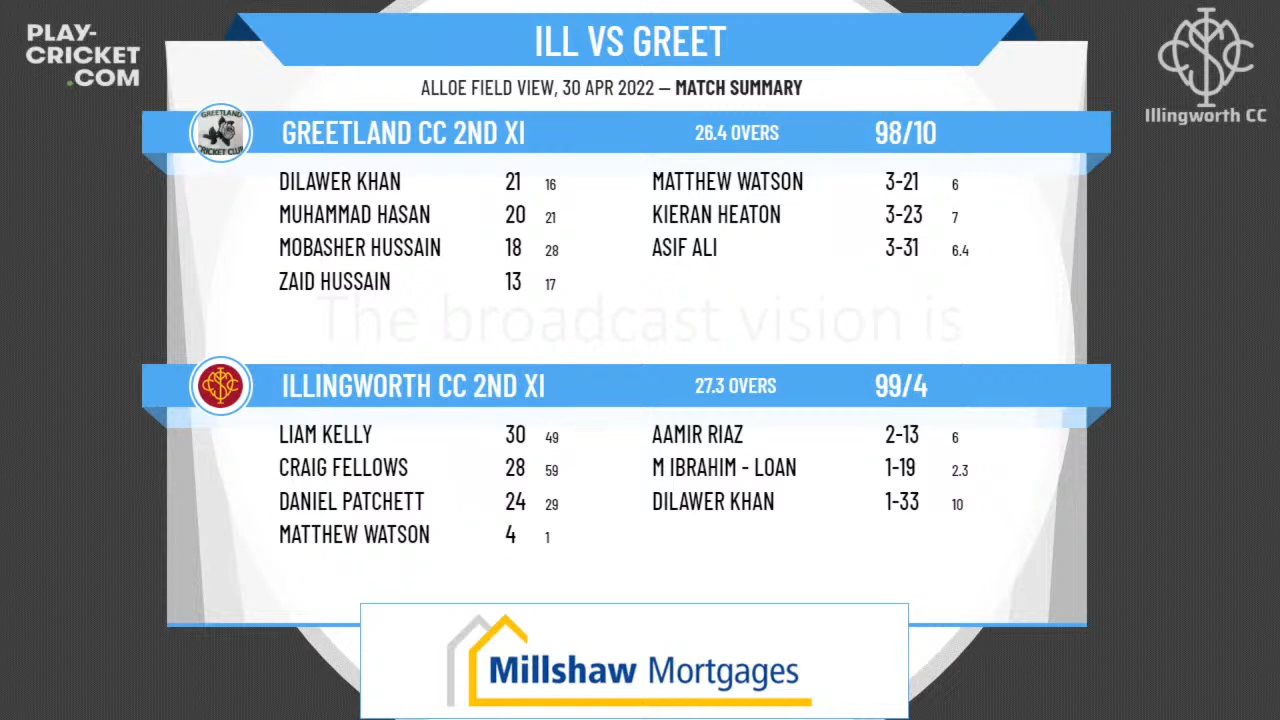 PLAY-
CRICKET
.COM
ILL VS GREET
Illingworth CC
ALLOE FIELD VIEW, 30 APR 2022 – MATCH SUMMARY
GREETLAND
CRICKET CLUB
GREETLAND CC 2ND XI 26.4 OVERS 98/10
DILAWER KHAN 21 16 MATTHEW WATSON 3-21 6
MUHAMMAD HASAN 20 21 KIERAN HEATON 3-23 7
MOBASHER HUSSAIN 18 28 ASIF ALI 3-31 6.4
ZAID HUSSAIN 13 17
The broadcast vision is
ILLINGWORTH CC 2ND XI 27.3 OVERS 99/4
LIAM KELLY 30 49 AAMIR RIAZ 2-13 6
CRAIG FELLOWS 28 59 M IBRAHIM - LOAN 1-19 2.3
DANIEL PATCHETT 24 29 DILAWER KHAN 1-33 10
MATTHEW WATSON 4 1
Millshaw Mortgages